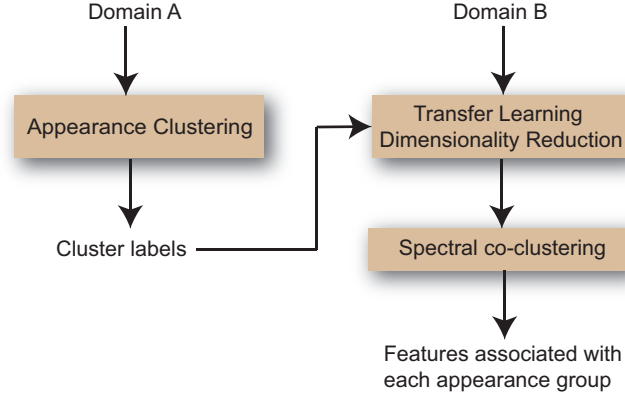 Domain A
Domain B
Appearance Clustering
Transfer Learning
Dimensionality Reduction
Cluster labels
Spectral co-clustering
Features associated with
each appearance group